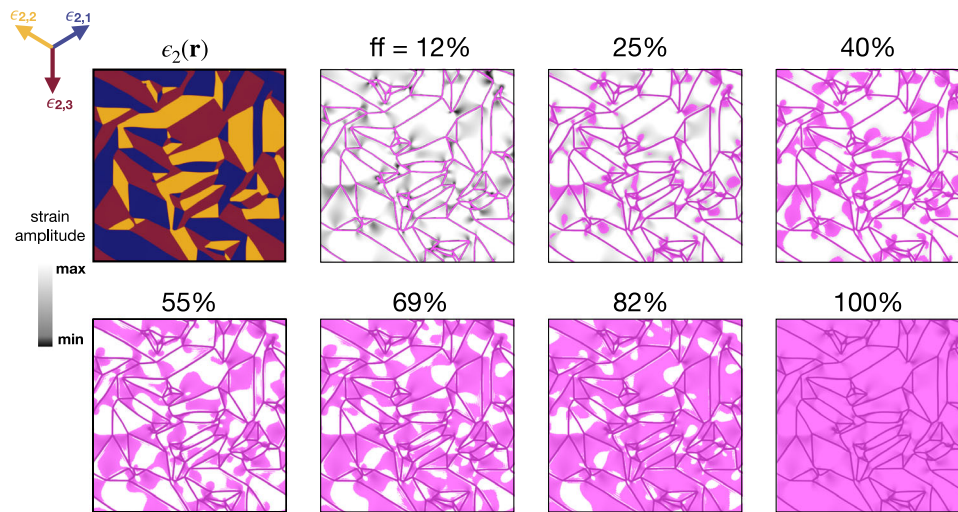 ϵ2,2 ϵ2,1
ϵ2,3
ϵ2(r) ff = 12% 25% 40%
strain
amplitude
max
min
55% 69% 82% 100%